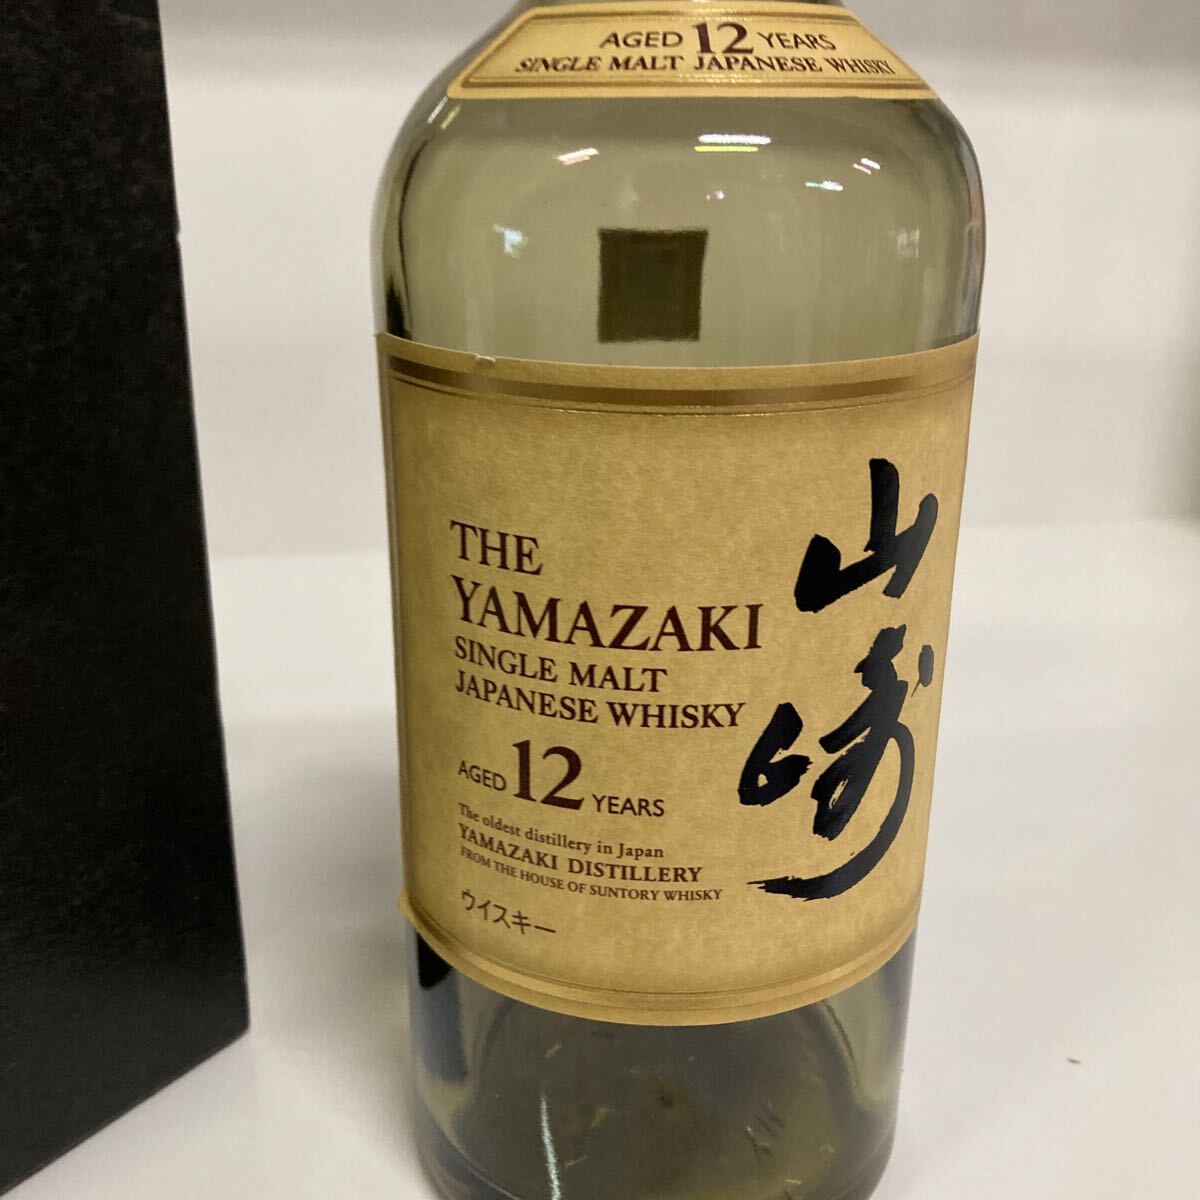 AGED 12 YEARS
SINGLE MALT JAPANESE WHISKY
THE
YAMAZAKI
SINGLE MALT
JAPANESE WHISKY
AGED 12 YEARS
The oldest distillery in Japan
YAMAZAKI DISTILLERY
FROM THE HOUSE OF SUNTORY WHISKY
ウイスキー
山崎